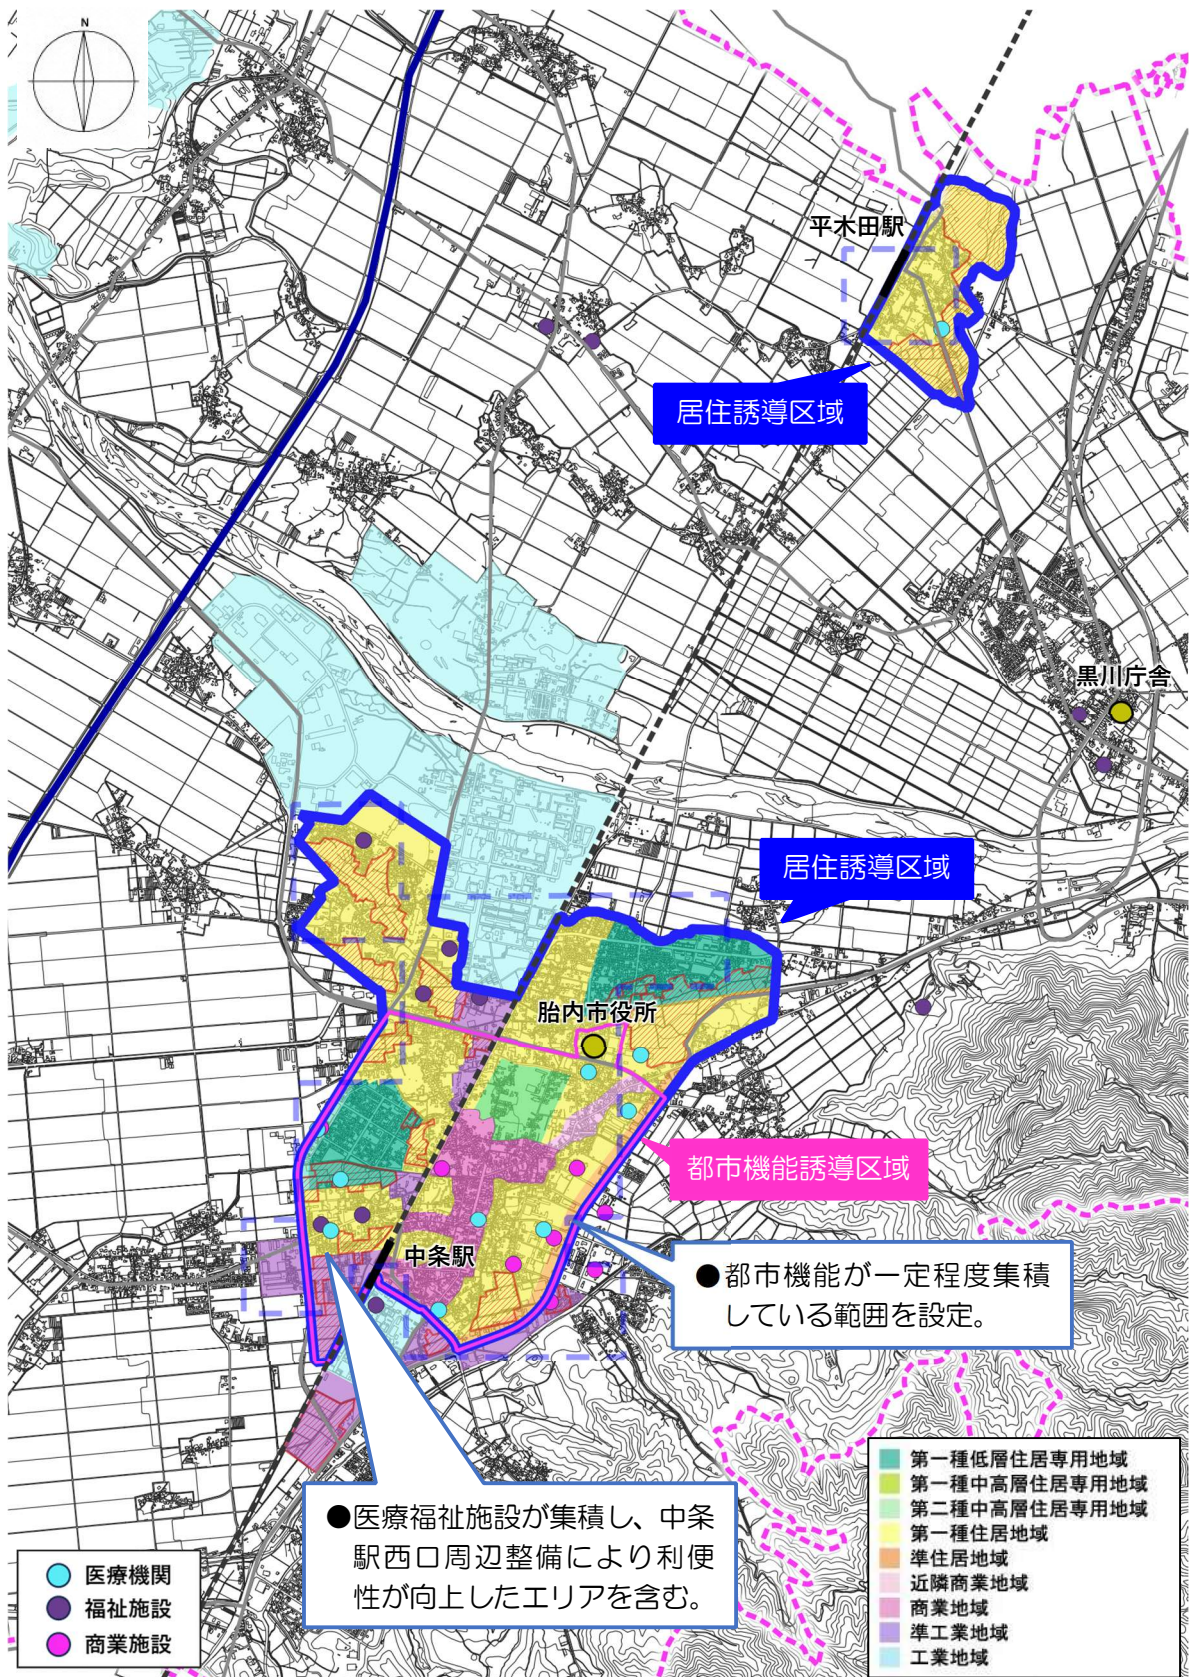 N
平木田駅
居住誘導区域
黒川庁舎
居住誘導区域
胎内市役所
都市機能誘導区域
中条駅
●都市機能が一定程度集積
している範囲を設定。
●医療福祉施設が集積し、中条
駅西口周辺整備により利便
性が向上したエリアを含む。
医療機関
福祉施設
商業施設
第一種低層住居専用地域
第一種中高層住居専用地域
第二種中高層住居専用地域
第一種住居地域
準住居地域
近隣商業地域
商業地域
準工業地域
工業地域